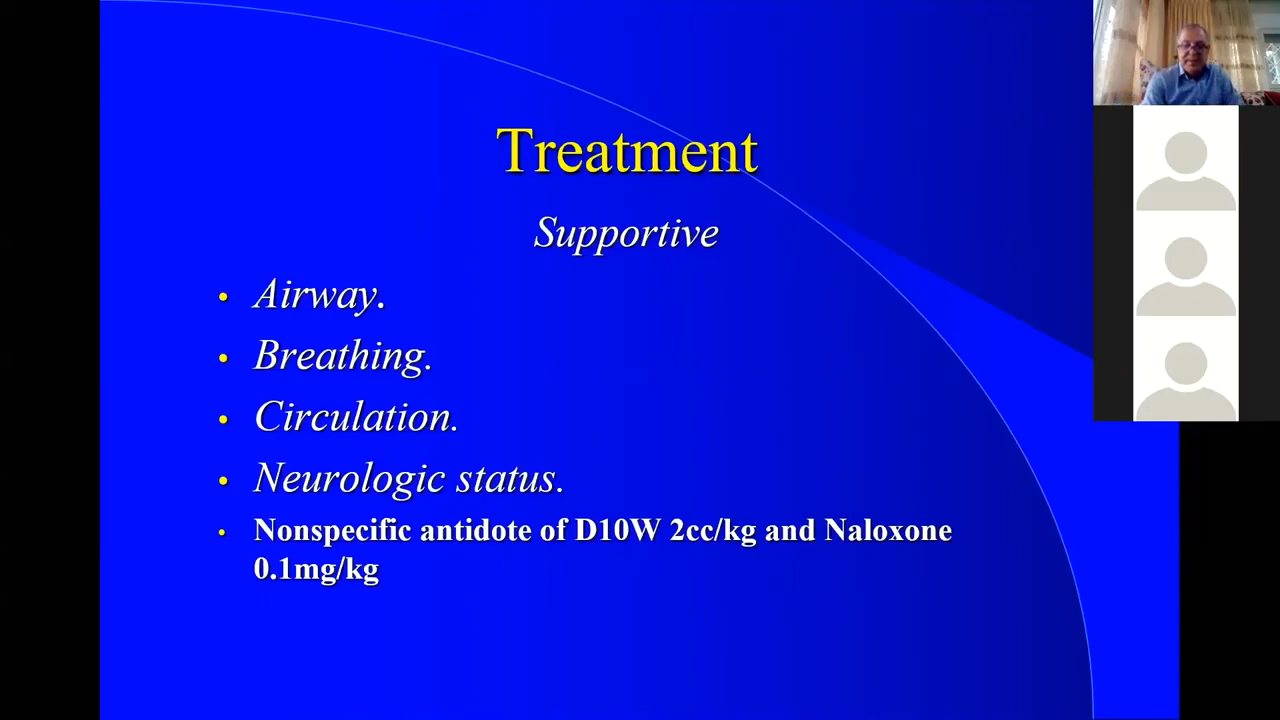 Treatment
Supportive
• Airway.
• Breathing.
• Circulation.
• Neurologic status.
• Nonspecific antidote of D10W 2cc/kg and Naloxone
0.1mg/kg